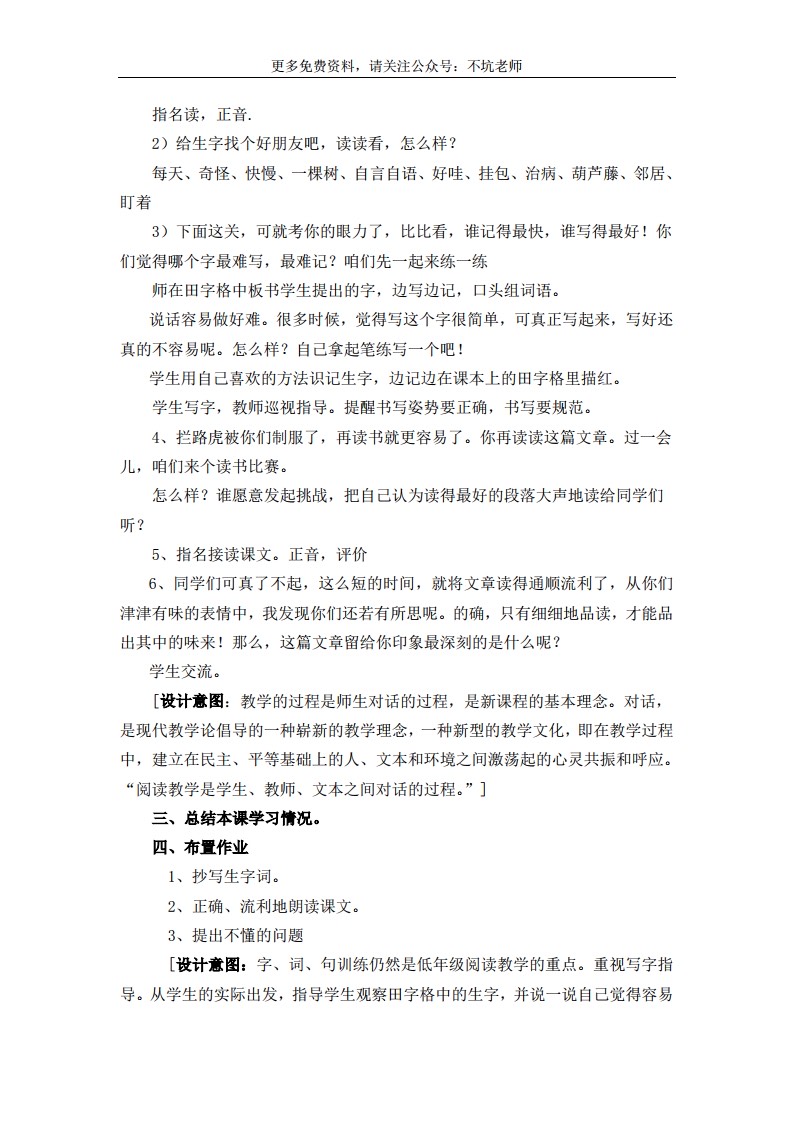 更多免费资料，请关注公众号：不坑老师
指名读，正音.
2）给生字找个好朋友吧，读读看，怎么样？
每天、奇怪、快慢、一棵树、自言自语、好哇、挂包、治病、葫芦藤、邻居、
盯着
3）下面这关，可就考你的眼力了，比比看，谁记得最快，谁写得最好！你
们觉得哪个字最难写，最难记？咱们先一起来练一练
师在田字格中板书学生提出的字，边写边记，口头组词语。
说话容易做好难。很多时候，觉得写这个字很简单，可真正写起来，写好还
真的不容易呢。怎么样？自己拿起笔练写一个吧！
学生用自己喜欢的方法识记生字，边记边在课本上的田字格里描红。
学生写字，教师巡视指导。提醒书写姿势要正确，书写要规范。
4、拦路虎被你们制服了，再读书就更容易了。你再读读这篇文章。过一会
儿，咱们来个读书比赛。
怎么样？谁愿意发起挑战，把自己认为读得最好的段落大声地读给同学们
听？
5、指名接读课文。正音，评价
6、同学们可真了不起，这么短的时间，就将文章读得通顺流利了，从你们
津津有味的表情中，我发现你们还若有所思呢。的确，只有细细地品读，才能品
出其中的味来！那么，这篇文章留给你印象最深刻的是什么呢？
学生交流。
[设计意图：教学的过程是师生对话的过程，是新课程的基本理念。对话，
是现代教学论倡导的一种崭新的教学理念，一种新型的教学文化，即在教学过程
中，建立在民主、平等基础上的人、文本和环境之间激荡起的心灵共振和呼应。
“阅读教学是学生、教师、文本之间对话的过程。”]
三、总结本课学习情况。
四、布置作业
1、抄写生字词。
2、正确、流利地朗读课文。
3、提出不懂的问题
[设计意图：字、词、句训练仍然是低年级阅读教学的重点。重视写字指
导。从学生的实际出发，指导学生观察田字格中的生字，并说一说自己觉得容易